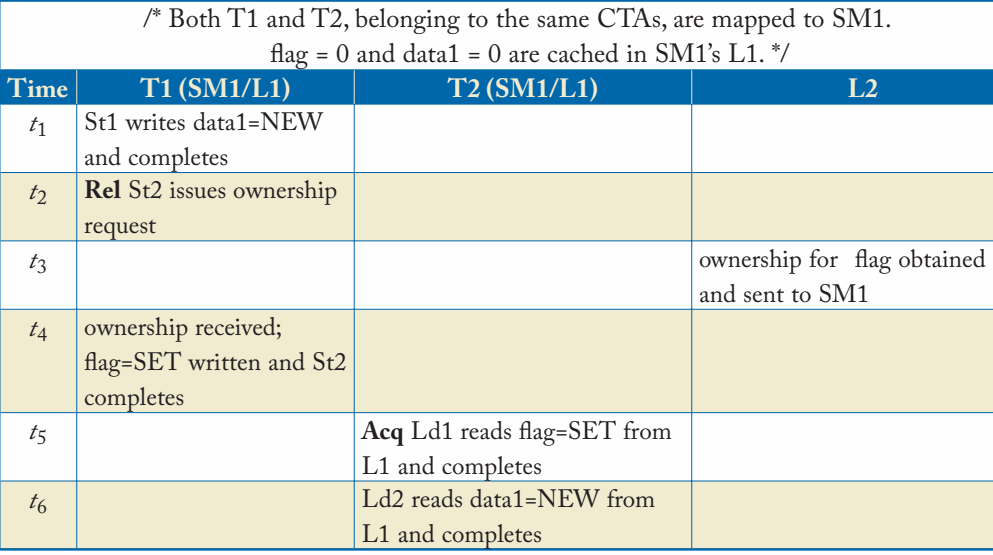 /* Both T1 and T2, belonging to the same CTAs, are mapped to SM1.
flag = 0 and data1 = 0 are cached in SM1's L1. */
Time T1 (SM1/L1) T2 (SM1/L1) L2
t1 St1 writes data1=NEW
and completes
t2 Rel St2 issues ownership
request
t3 ownership for flag obtained
and sent to SM1
t4 ownership received;
flag=SET written and St2
completes
t5 Acq Ld1 reads flag=SET from
L1 and completes
t6 Ld2 reads data1=NEW from
L1 and completes